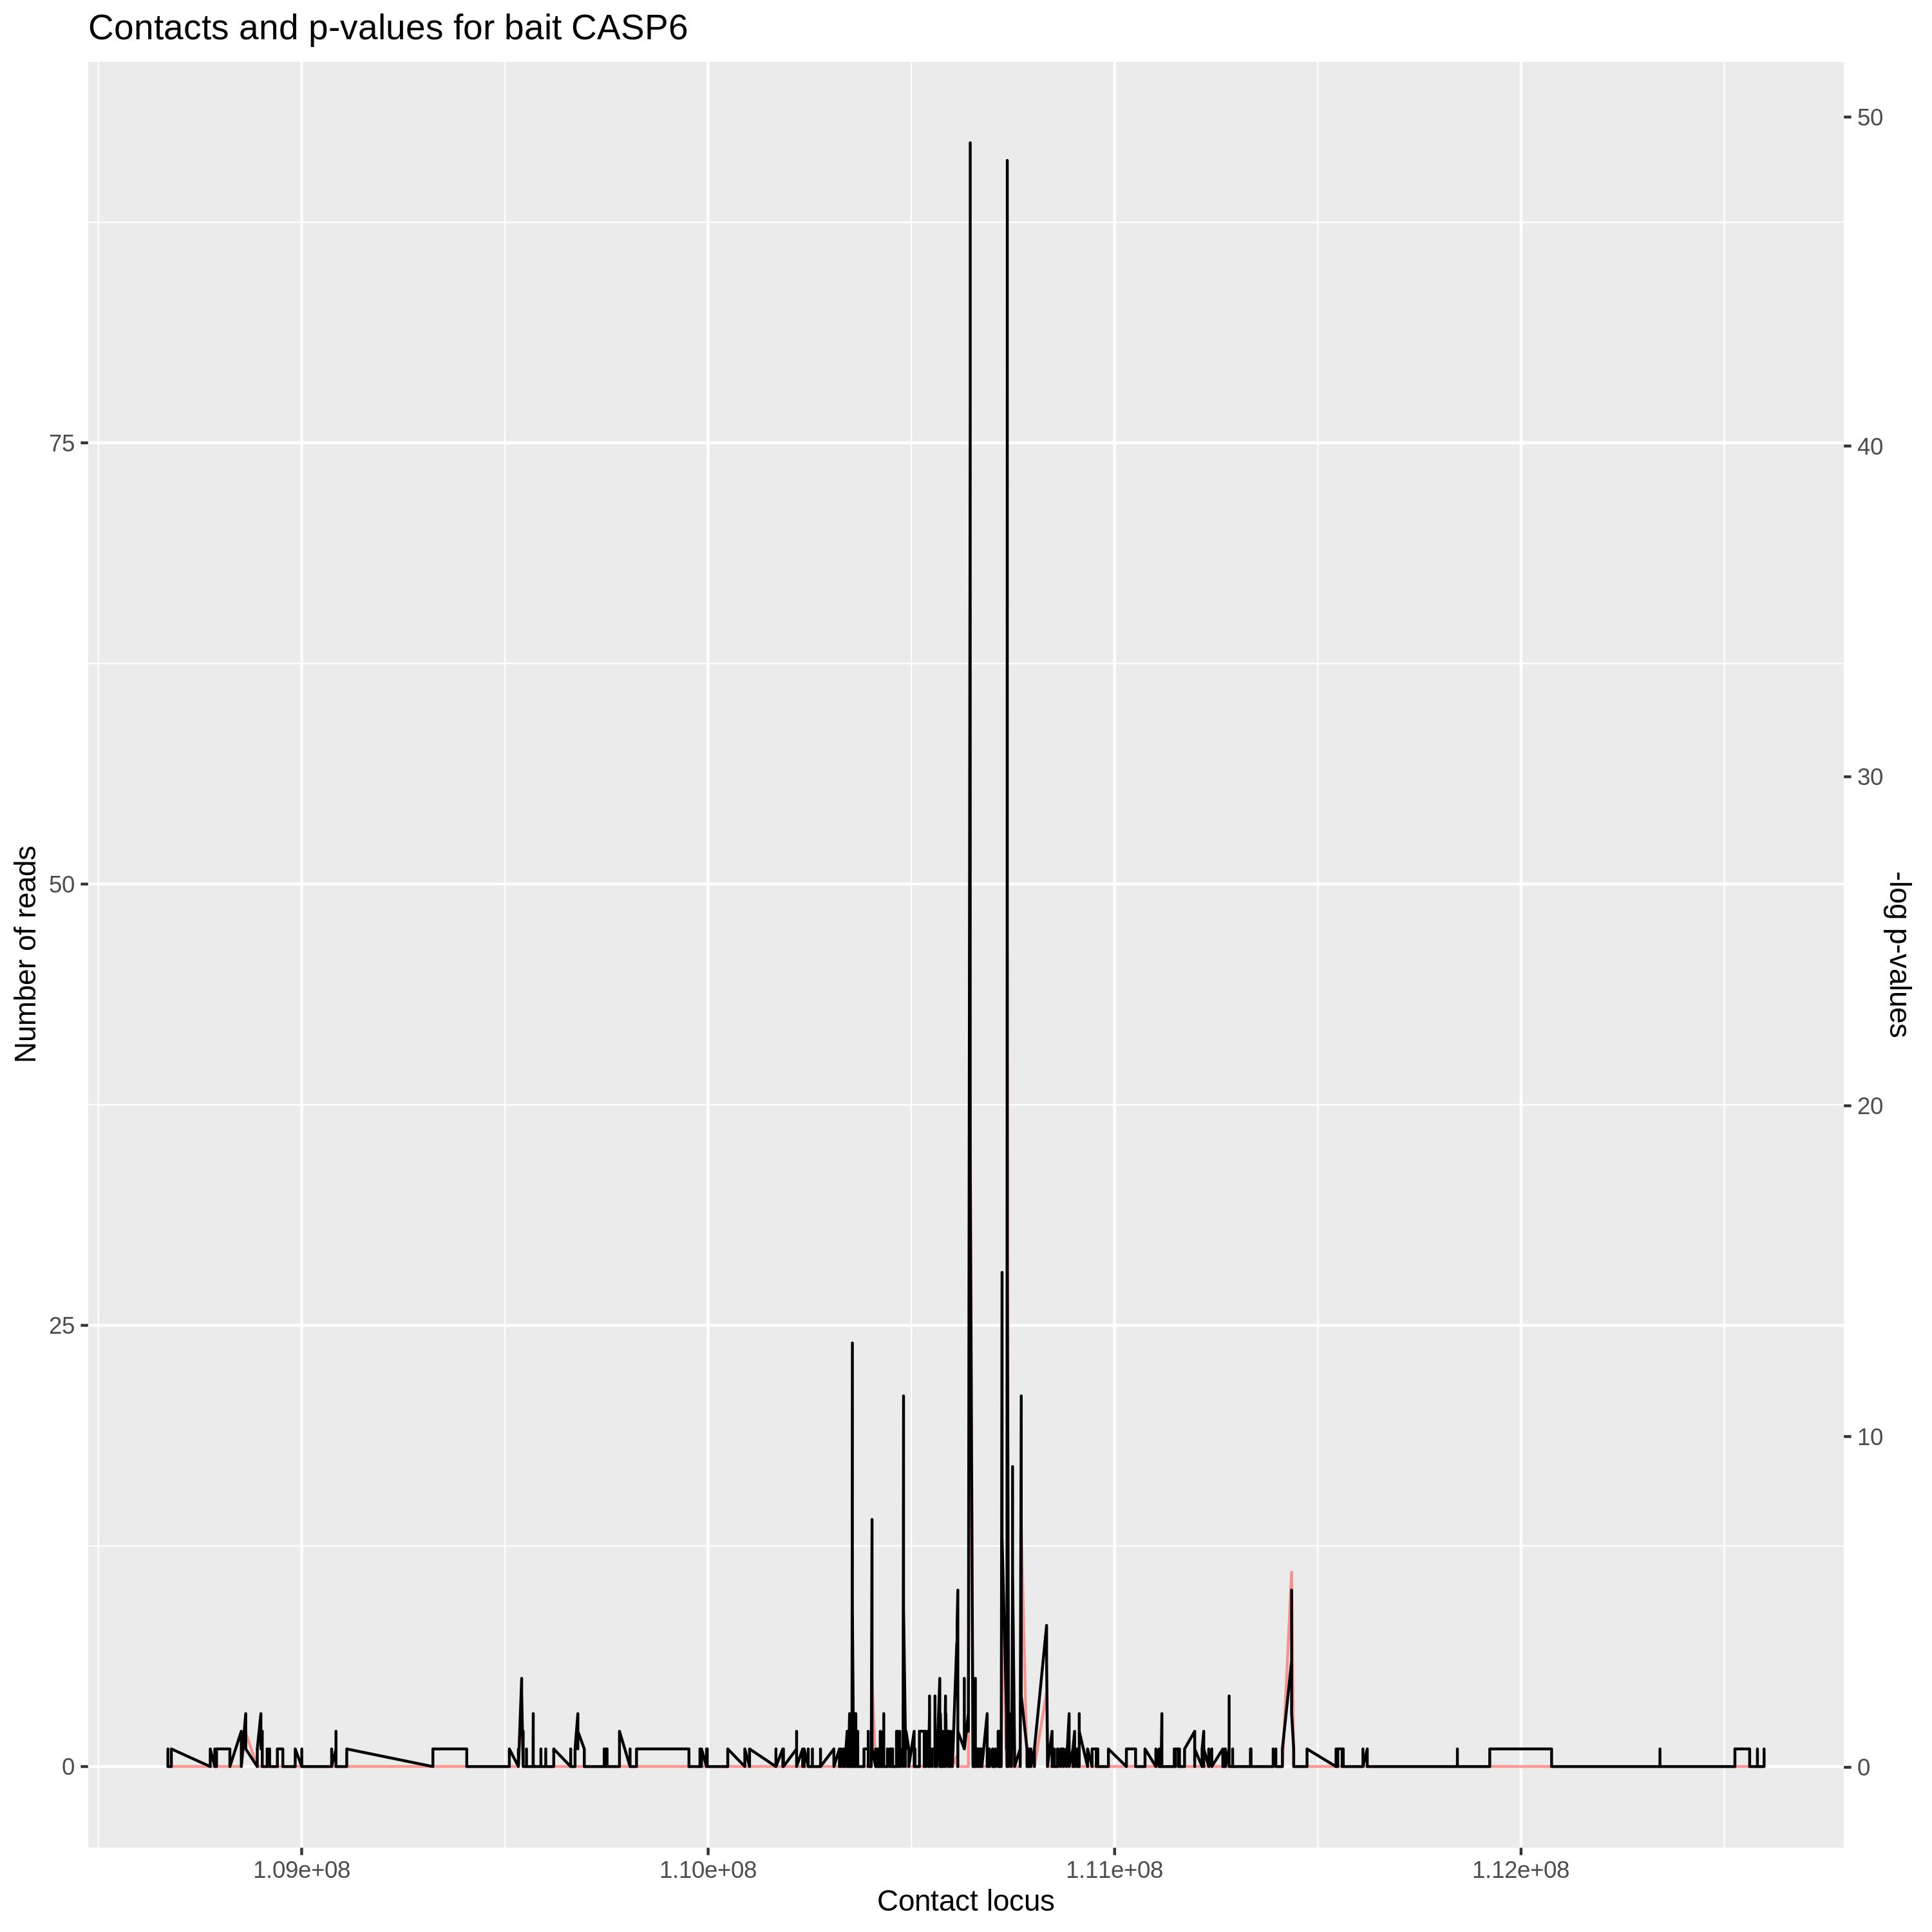 Contacts and p-values for bait CASP6
Number of reads
75
50
25
0
50
40
30
20
10
0
-log p-values
1.09e+08
1.10e+08
1.11e+08
1.12e+08
Contact locus